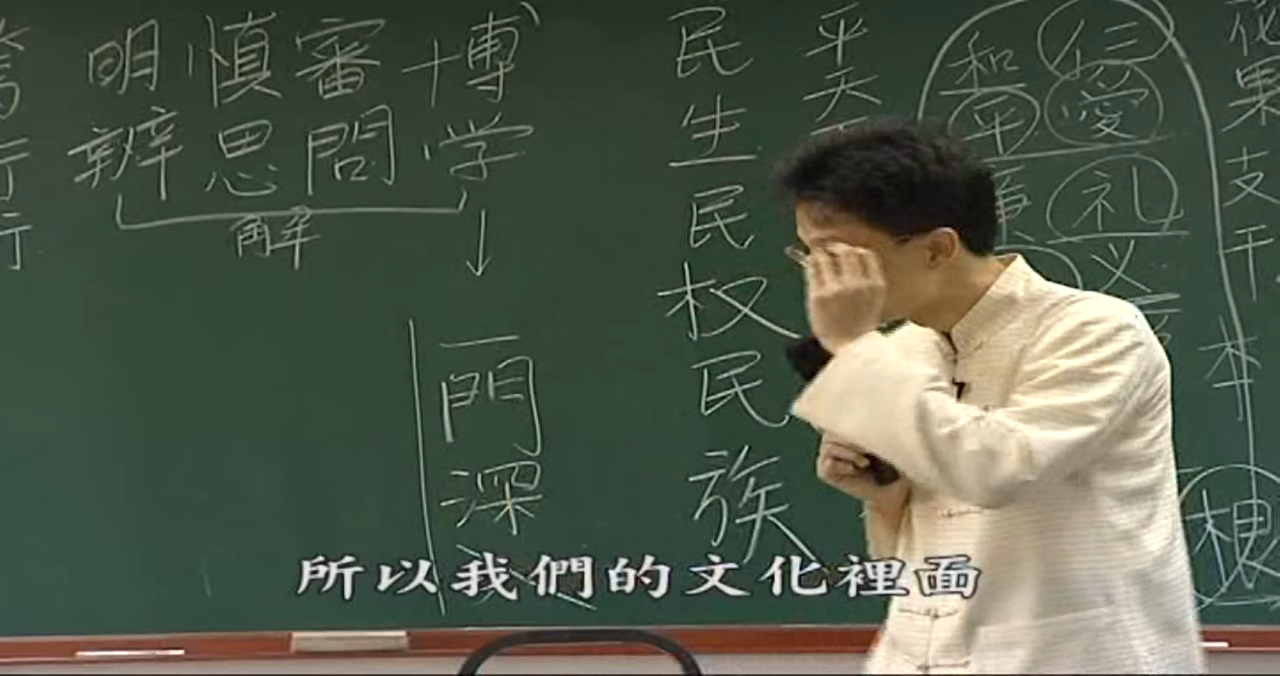 花果支干本根
仁愛礼义
和平
平天
民生民权民族
博学
一門深
審問
慎思
明辨
解
所以我們的文化裡面